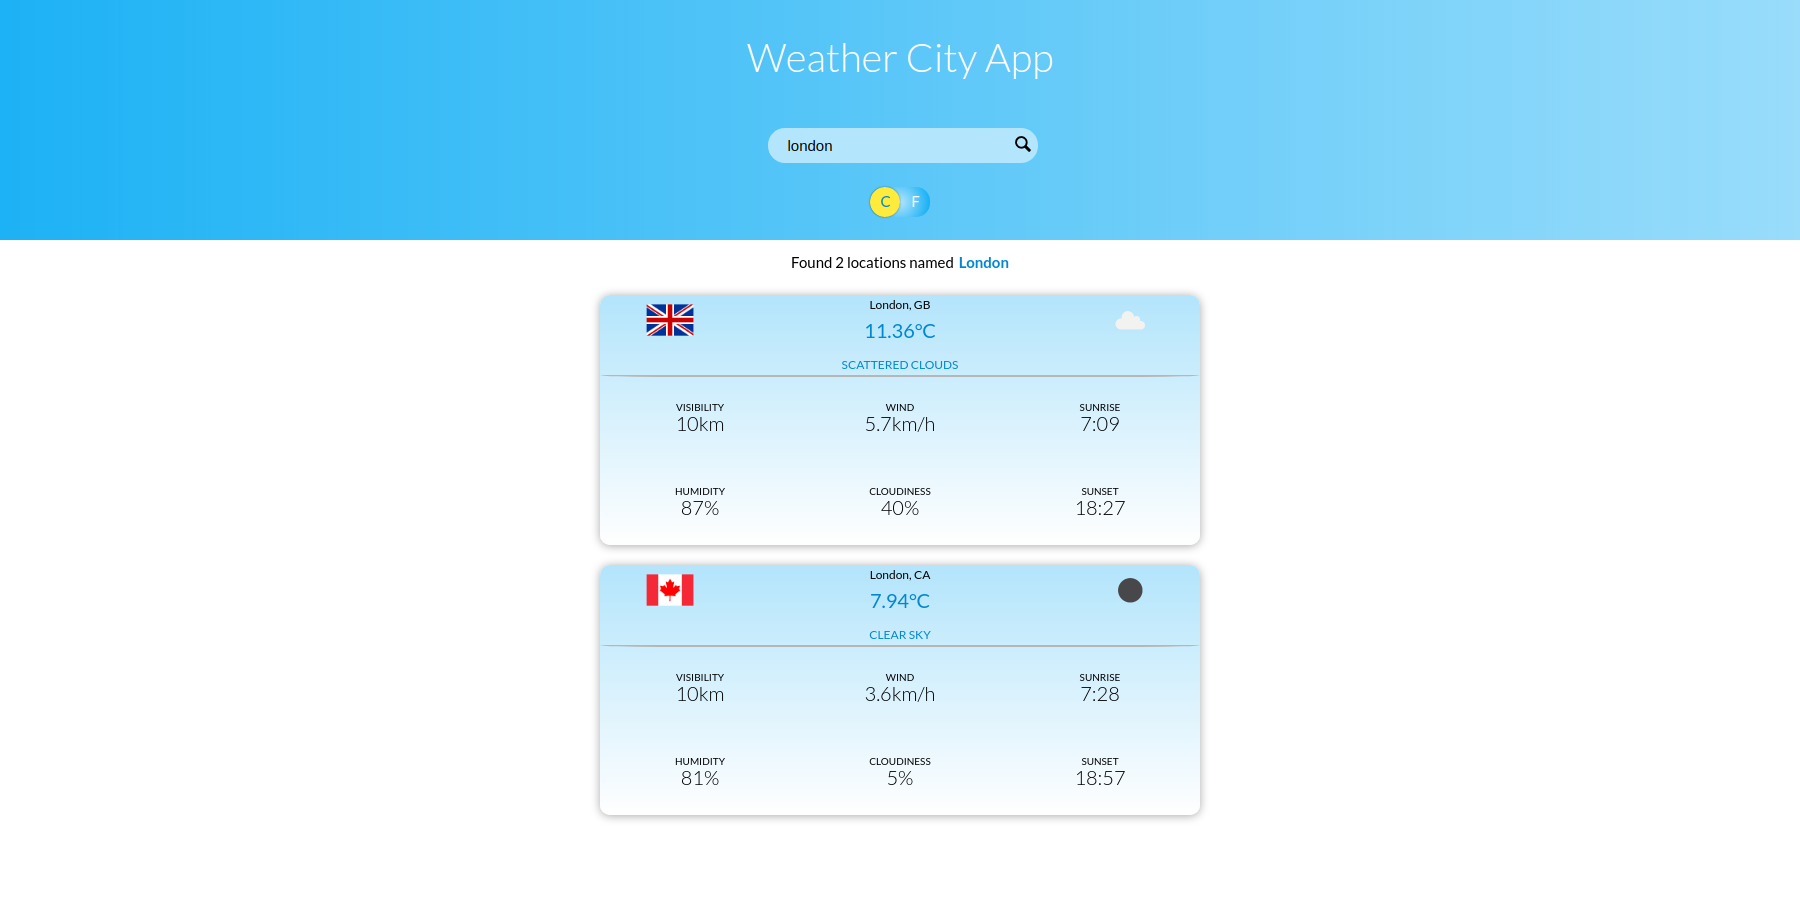 Weather City App
london
C F
Found 2 locations named London
London, GB
11.36°C
SCATTERED CLOUDS
VISIBILITY WIND SUNRISE
10km 5.7km/h 7:09
HUMIDITY CLOUDINESS SUNSET
87% 40% 18:27
London, CA
7.94°C
CLEAR SKY
VISIBILITY WIND SUNRISE
10km 3.6km/h 7:28
HUMIDITY CLOUDINESS SUNSET
81% 5% 18:57